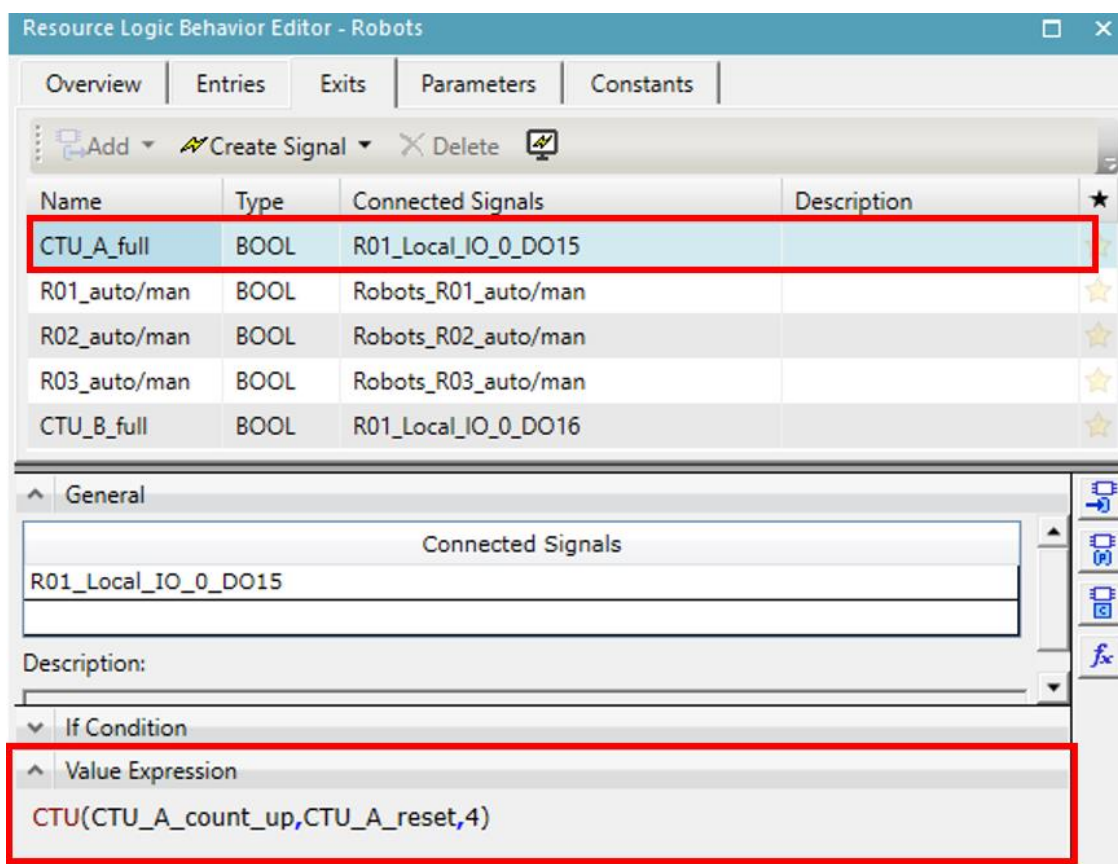 Resource Logic Behavior Editor - Robots
Overview Entries Exits Parameters Constants
Add Create Signal Delete
Name Type Connected Signals Description
CTU_A_full BOOL R01_Local_IO_0_DO15
R01_auto/man BOOL Robots_R01_auto/man
R02_auto/man BOOL Robots_R02_auto/man
R03_auto/man BOOL Robots_R03_auto/man
CTU_B_full BOOL R01_Local_IO_0_DO16
General
Connected Signals
R01_Local_IO_0_DO15
Description:
If Condition
Value Expression
CTU(CTU_A_count_up,CTU_A_reset,4)